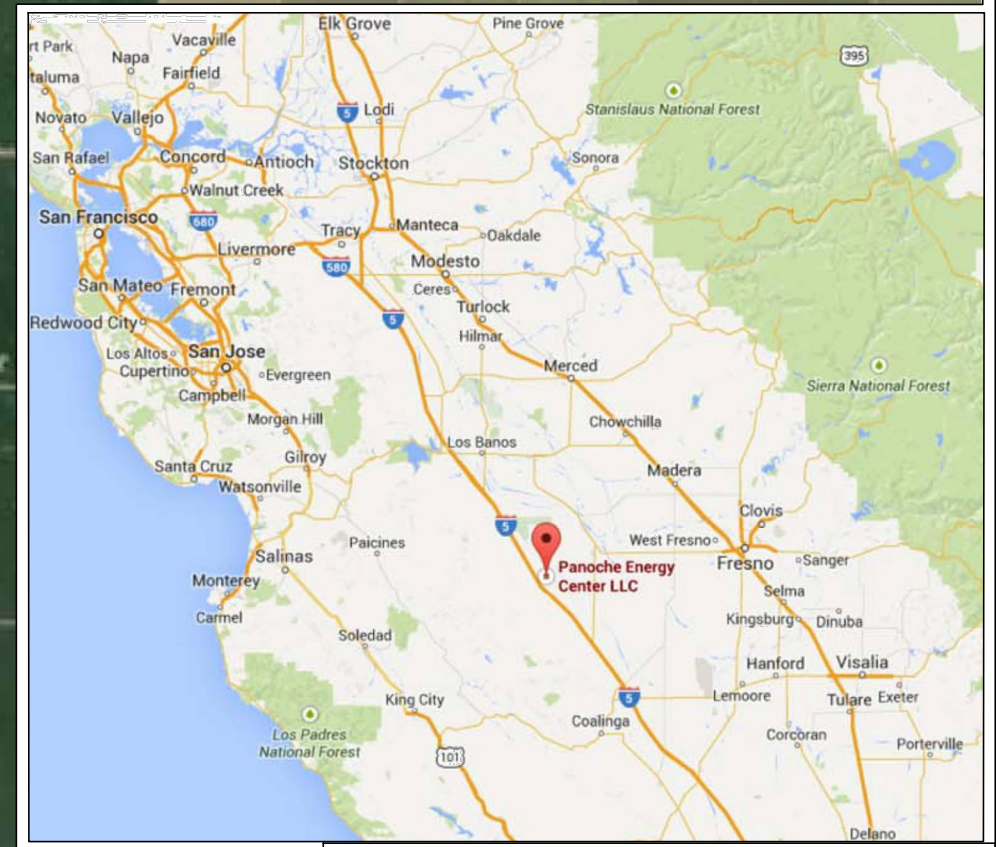 Elk Grove
Pine Grove
rt Park
Vacaville
Napa
395
taluma
Fairfield
Stanislaus National Forest
Novato
Vallejo
5
Lodi
San Rafael
Concord
Antioch
Stockton
Sonora
Walnut Creek
San Francisco
680
Tracy
Manteca
Oakdale
Livermore
580
Modesto
San Mateo
Fremont
Ceres
Turlock
Redwood City
5
Hilmar
Los Altos
San Jose
Merced
Cupertino
Evergreen
Sierra National Forest
Campbell
Morgan Hill
Chowchilla
Los Banos
Santa Cruz
Gilroy
Madera
Watsonville
Clovis
5
Paicines
West Fresno
Salinas
Fresno
Sanger
Panoche Energy
Center LLC
Monterey
Selma
Carmel
Kingsburg
Dinuba
Soledad
Hanford
Visalia
King City
5
Lemoore
Tulare
Exeter
Coalinga
Los Padres
National Forest
Corcoran
Porterville
101
Delano